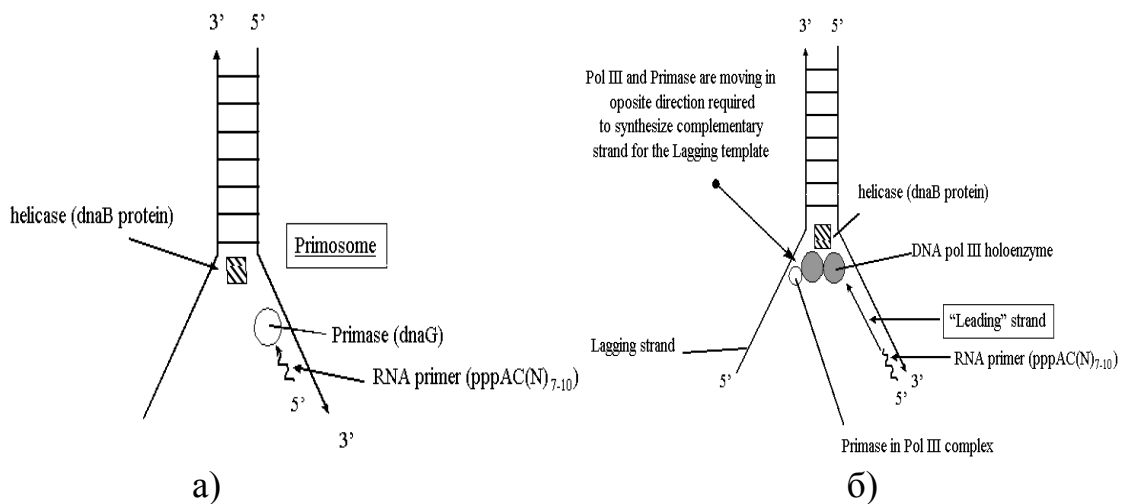 3’ 5’
helicase (dnaB protein)
Primosome
Primase (dnaG)
RNA primer (pppAC(N)7-10)
5’
3’
а)
3’ 5’
Pol III and Primase are moving in
oposite direction required
to synthesize complementary
strand for the Lagging template
helicase (dnaB protein)
DNA pol III holoenzyme
“Leading” strand
Lagging strand
RNA primer (pppAC(N)7-10)
5’
3’
5’
Primase in Pol III complex
б)